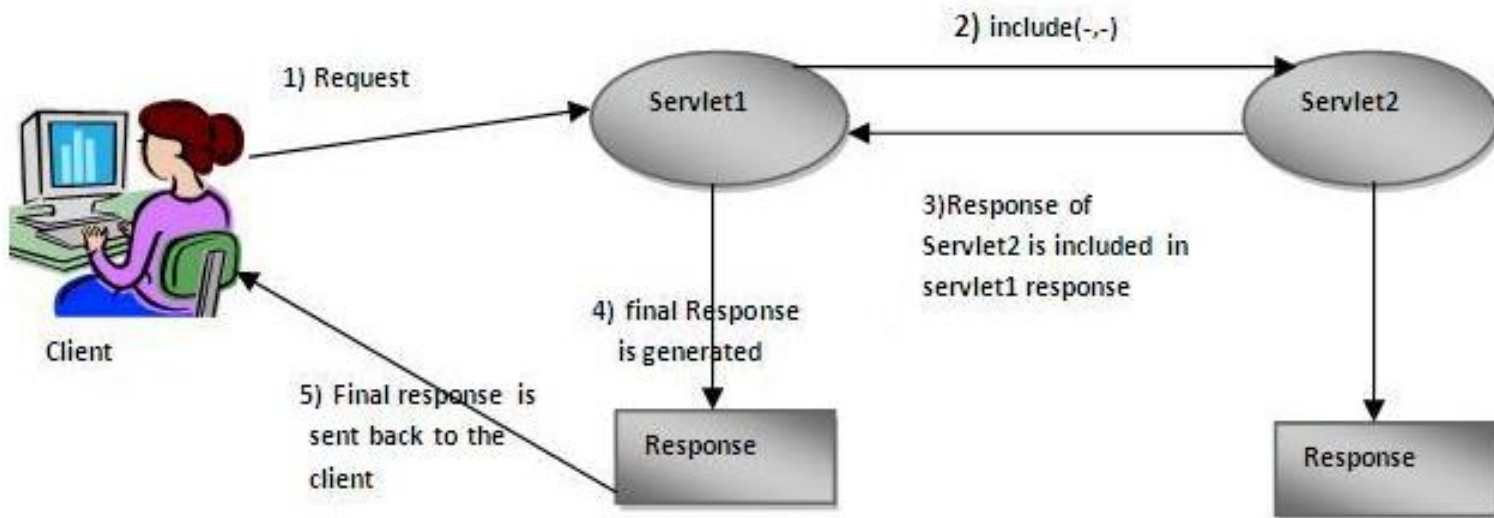 2) include(-,-)
1) Request
Servlet1
Servlet2
3)Response of
Servlet2 is included in
servlet1 response
4) final Response
is generated
Client
5) Final response is
sent back to the
client
Response
Response